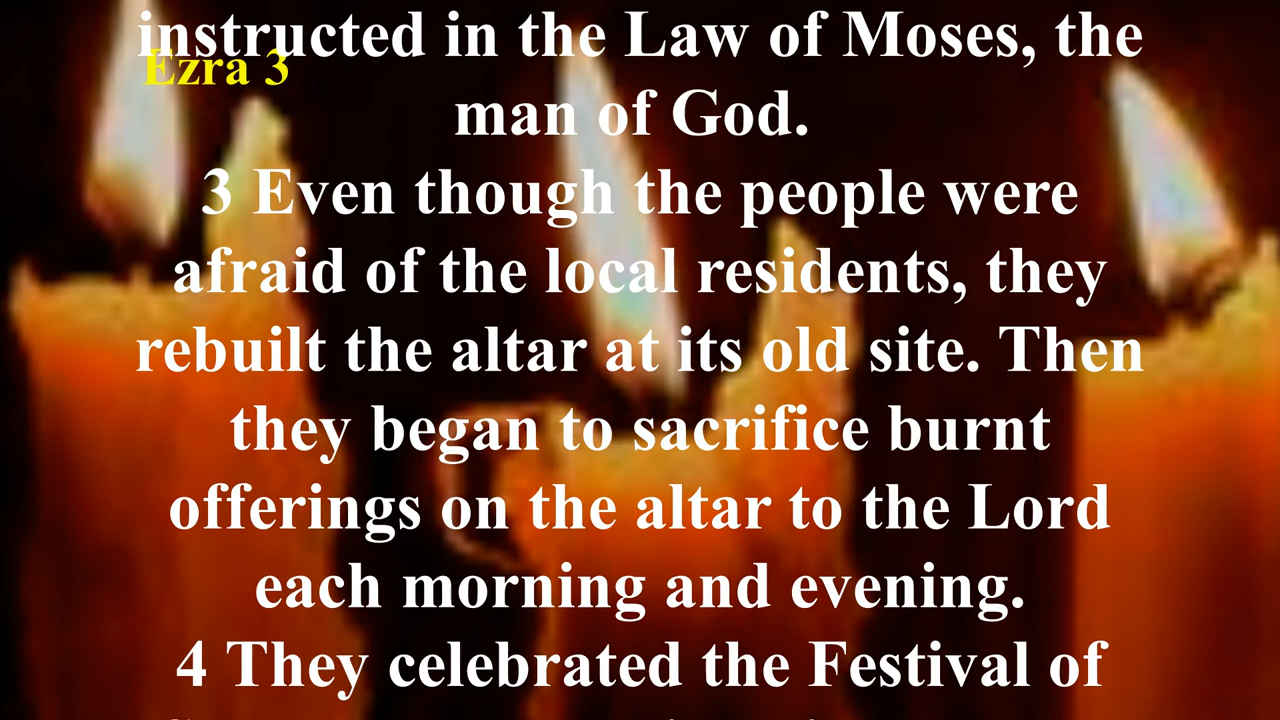 instructed in the Law of Moses, the
Ezra 3
man of God.
3 Even though the people were
afraid of the local residents, they
rebuilt the altar at its old site. Then
they began to sacrifice burnt
offerings on the altar to the Lord
each morning and evening.
4 They celebrated the Festival of